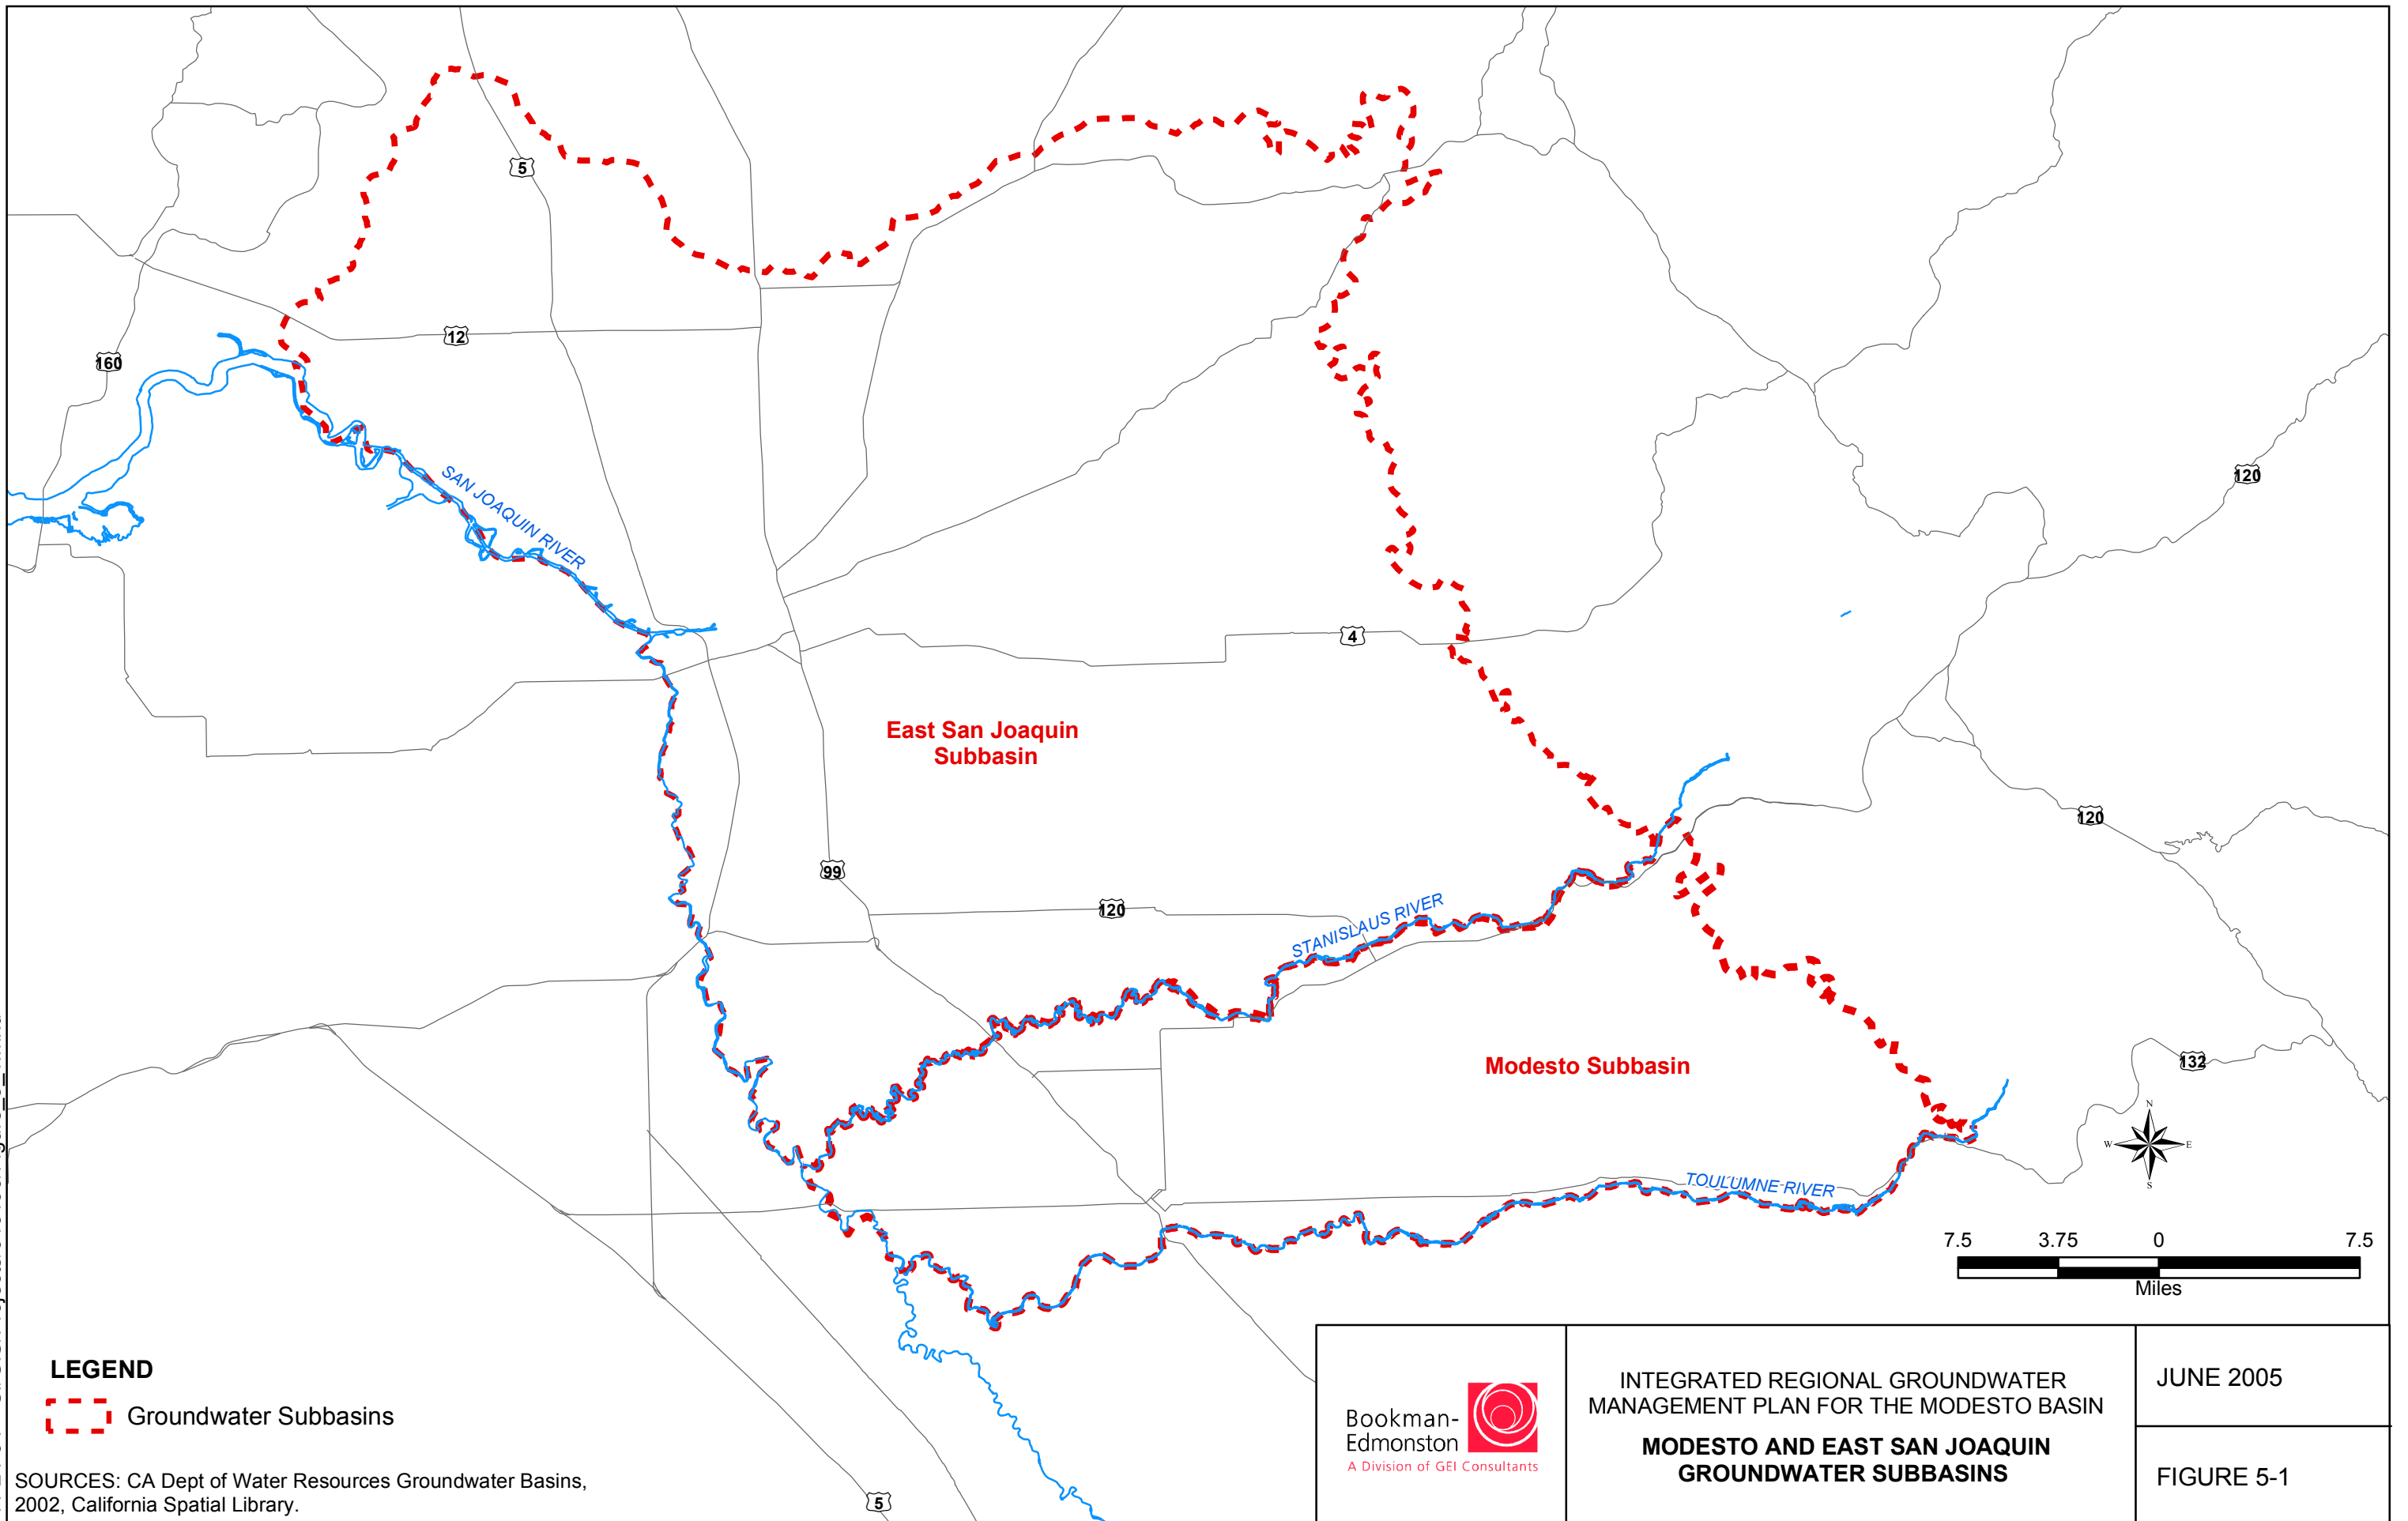 5
12
160
SAN JOAQUIN RIVER
120
4
East San Joaquin
Subbasin
120
99
120
STANISLAUS RIVER
Modesto Subbasin
132
N
W
E
S
TOULUMNE RIVER
7.5
3.75
0
7.5
Miles
LEGEND
Groundwater Subbasins
SOURCES: CA Dept of Water Resources Groundwater Basins,
2002, California Spatial Library.
5
Bookman-
Edmonston
A Division of GEI Consultants
INTEGRATED REGIONAL GROUNDWATER
MANAGEMENT PLAN FOR THE MODESTO BASIN
MODESTO AND EAST SAN JOAQUIN
GROUNDWATER SUBBASINS
JUNE 2005
FIGURE 5-1